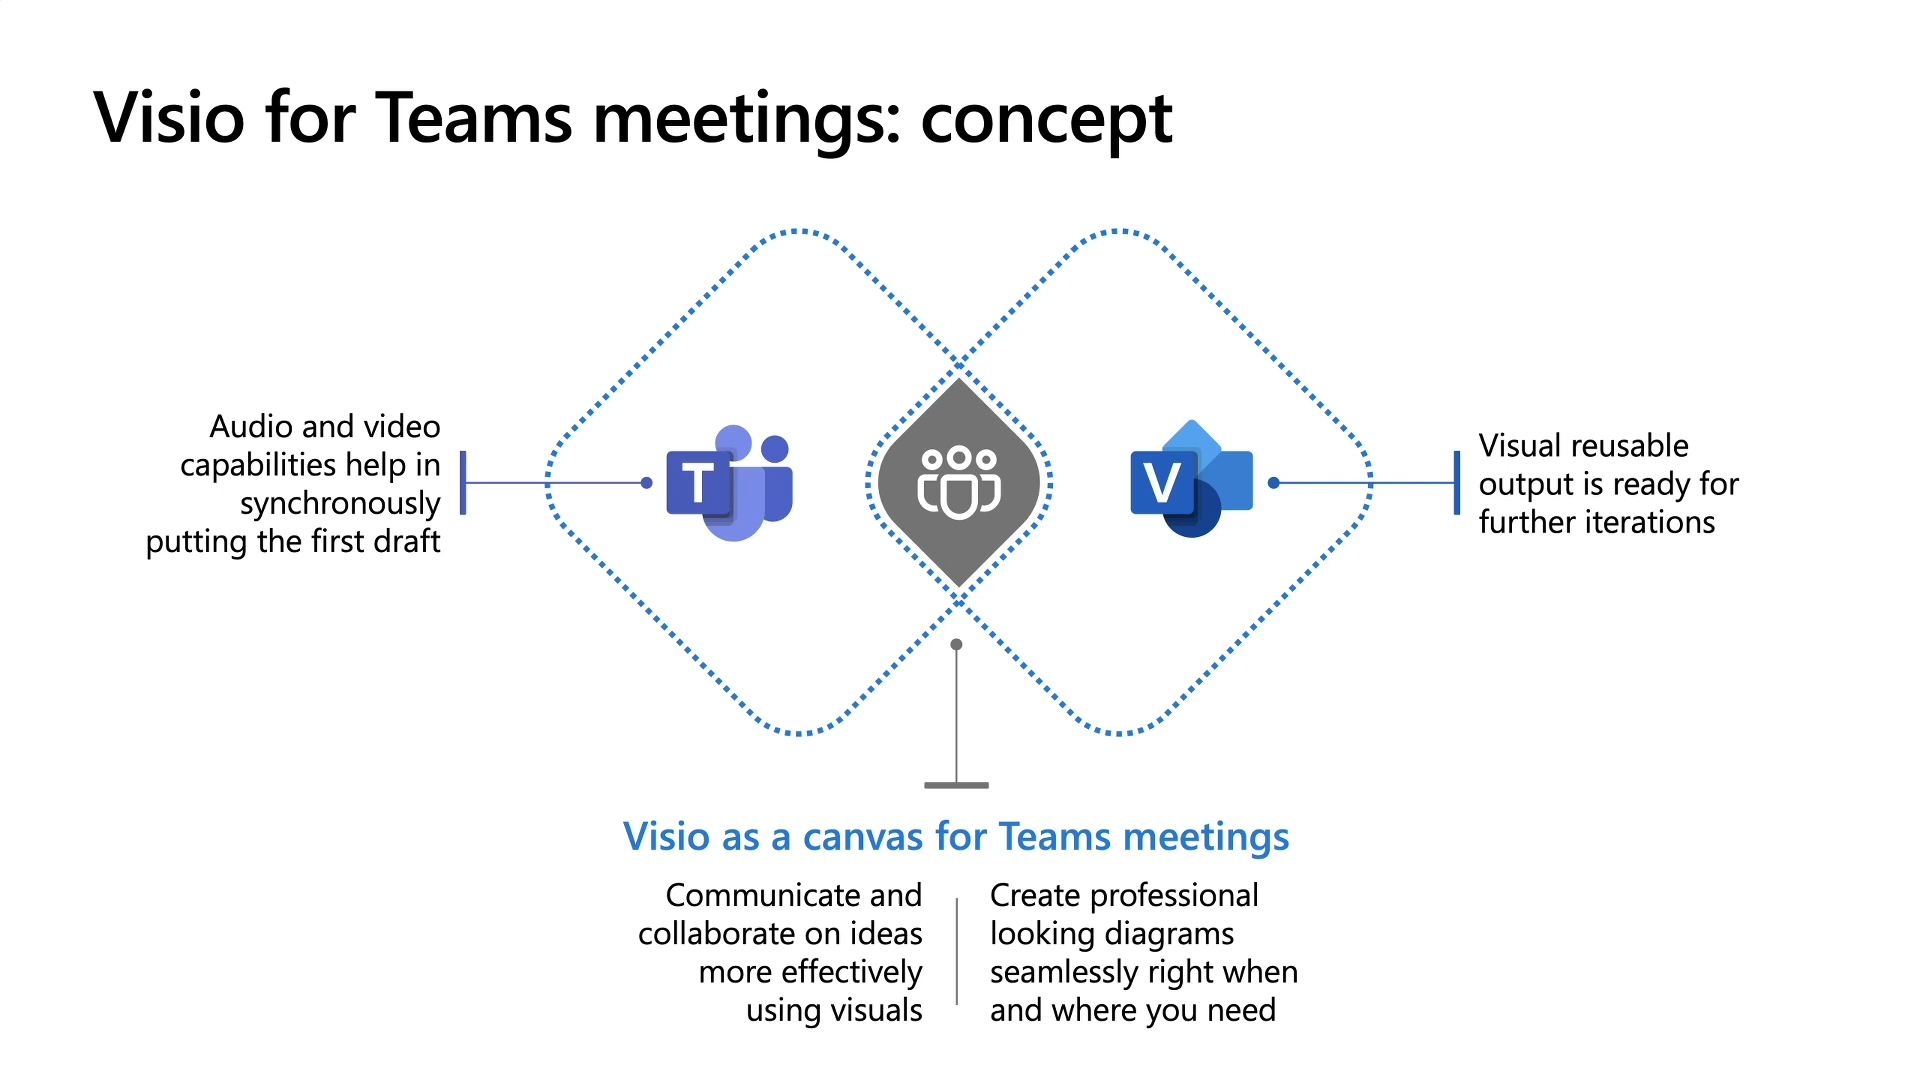 Visio for Teams meetings: concept
Audio and video
capabilities help in
synchronously
putting the first draft
T
V
Visual reusable
output is ready for
further iterations
Visio as a canvas for Teams meetings
Communicate and
collaborate on ideas
more effectively
using visuals
Create professional
looking diagrams
seamlessly right when
and where you need